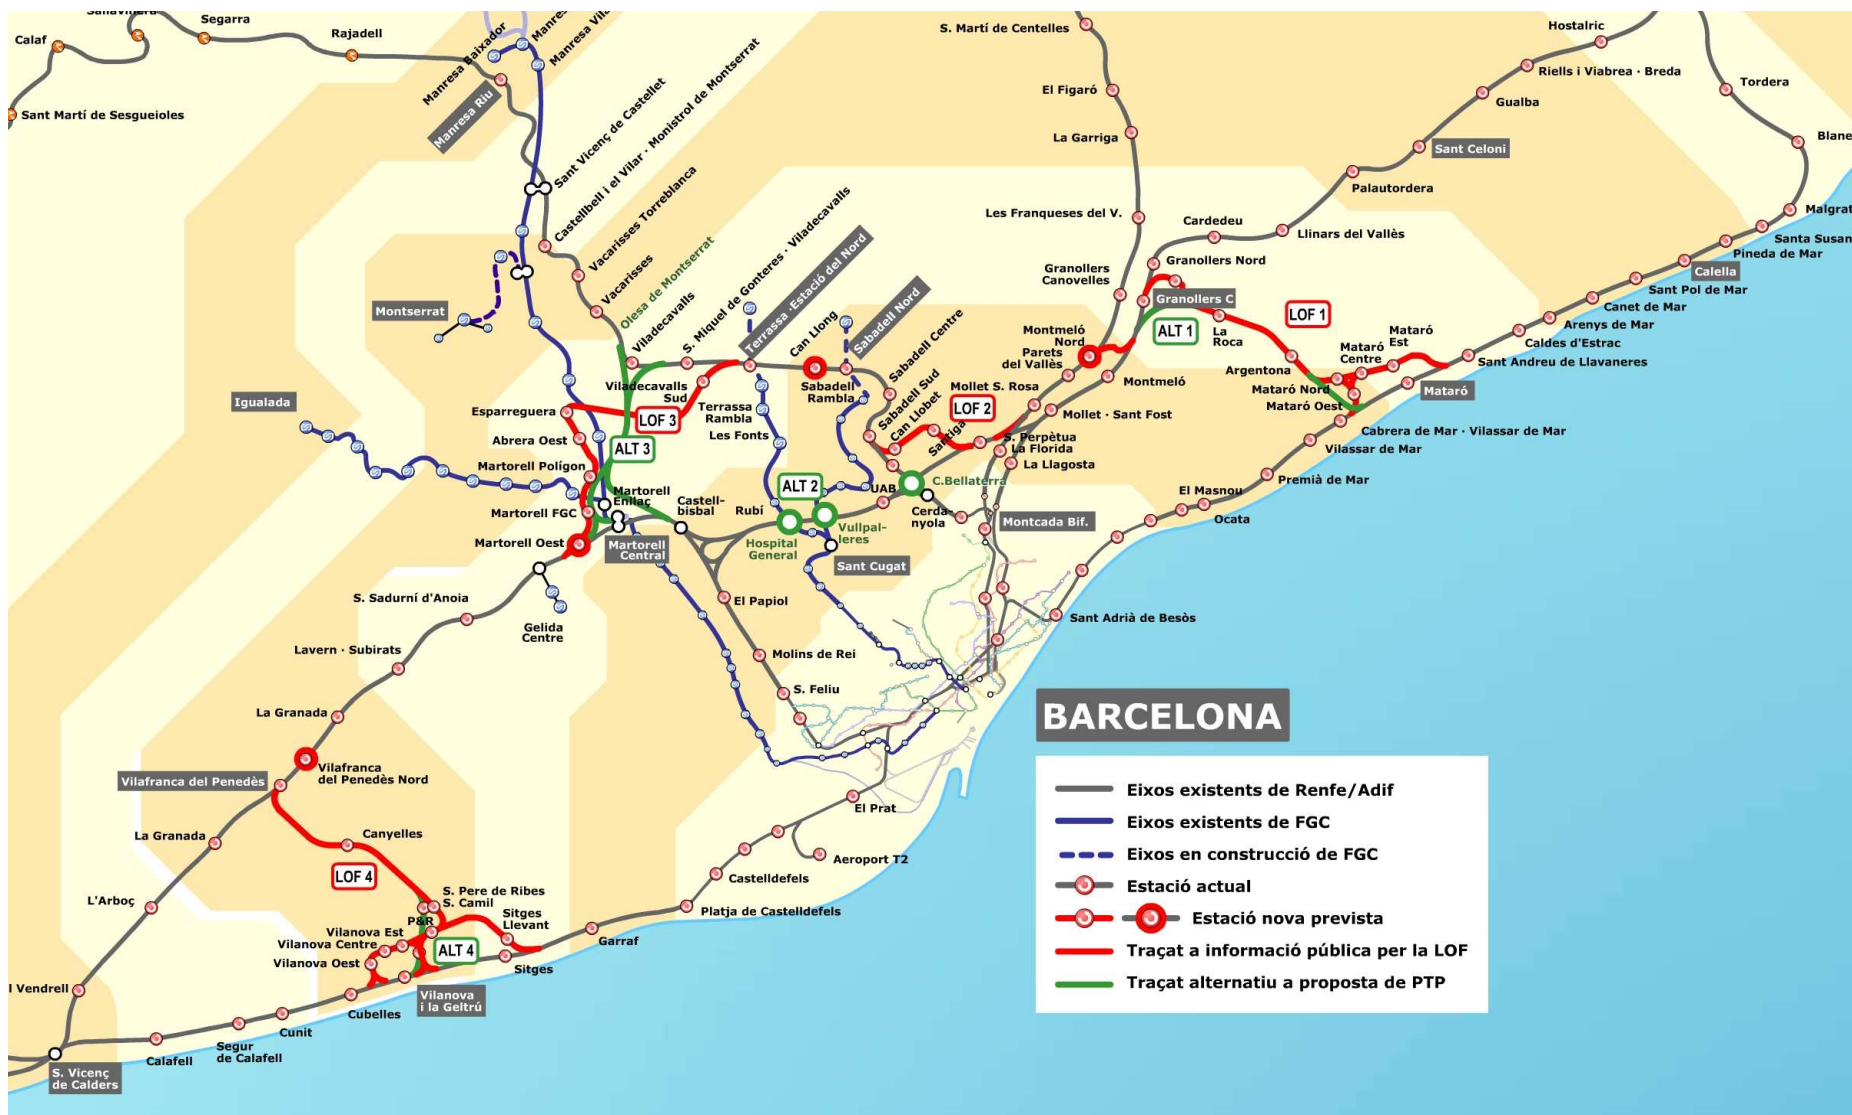 Sallavinera
Segarra
Calaf
Rajadell
Sant Martí de Sesgueioles
Manresa Baixador
Manresa Vila
Manresa Riu
Sant Vicenç de Castellet
Castellbell i el Vilar · Monistrol de Montserrat
Vacarisses Torreblanca
Vacarisses
Olesa de Montserrat
Viladecavalls
S. Miquel de Gonteres · Viladecavalls
Terrassa ·Estació del Nord
Can Llong
Sabadell Nord
Sabadell Centre
Sabadell Sud
Can Llobet
Santiga
S. Martí de Centelles
El Figaró
La Garriga
Les Franqueses del V.
Granollers
Canovelles
Hostalric
Riells i Viabrea · Breda
Gualba
Tordera
Sant Celoni
Blane
Palautordera
Cardedeu
Llinars del Vallès
Granollers Nord
Malgrat
Santa Susan
Pineda de Mar
Calella
Sant Pol de Mar
Canet de Mar
Arenys de Mar
Caldes d'Estrac
Sant Andreu de Llavaneres
Granollers C
LOF 1
ALT 1
La
Roca
Mataró
Est
Mataró
Centre
Argentona
Mataró Nord
Mataró Oest
Mataró
Montmeló
Nord
Parets
del Vallès
Montmeló
Mollet S. Rosa
LOF 2
Mollet · Sant Fost
Cabrera de Mar · Vilassar de Mar
Vilassar de Mar
Premià de Mar
El Masnou
Ocata
S. Perpètua
La Florida
La Llagosta
Montserrat
Igualada
Viladecavalls
Sud
Esparreguera
LOF 3
Terrassa
Rambla
Les Fonts
Sabadell
Rambla
Abrera Oest
ALT 3
Martorell Polígon
Martorell
Enllaç
Castell-
bisbal
Rubí
ALT 2
UAB
C.Bellaterra
Cerda-
nyola
Montcada Bif.
Martorell FGC
Martorell Oest
Martorell
Central
Hospital
General
Vullpal-
leres
Sant Cugat
S. Sadurní d'Anoia
Gelida
Centre
El Papiol
Sant Adrià de Besòs
Lavern · Subirats
Molins de Rei
S. Feliu
La Granada
BARCELONA
Vilafranca
del Penedès Nord
Vilafranca del Penedès
El Prat
La Granada
Canyelles
Aeroport T2
LOF 4
Castelldefels
L'Arboç
S. Pere de Ribes
S. Camil
P&R
Sitges
Llevant
Platja de Castelldefels
Vilanova Est
Vilanova Centre
Vilanova Oest
ALT 4
Garraf
Sitges
l Vendrell
Vilanova
i la Geltrú
Cubelles
Cunit
Segur
de Calafell
Calafell
S. Vicenç
de Calders
Eixos existents de Renfe/Adif
Eixos existents de FGC
Eixos en construcció de FGC
Estació actual
Estació nova prevista
Traçat a informació pública per la LOF
Traçat alternatiu a proposta de PTP